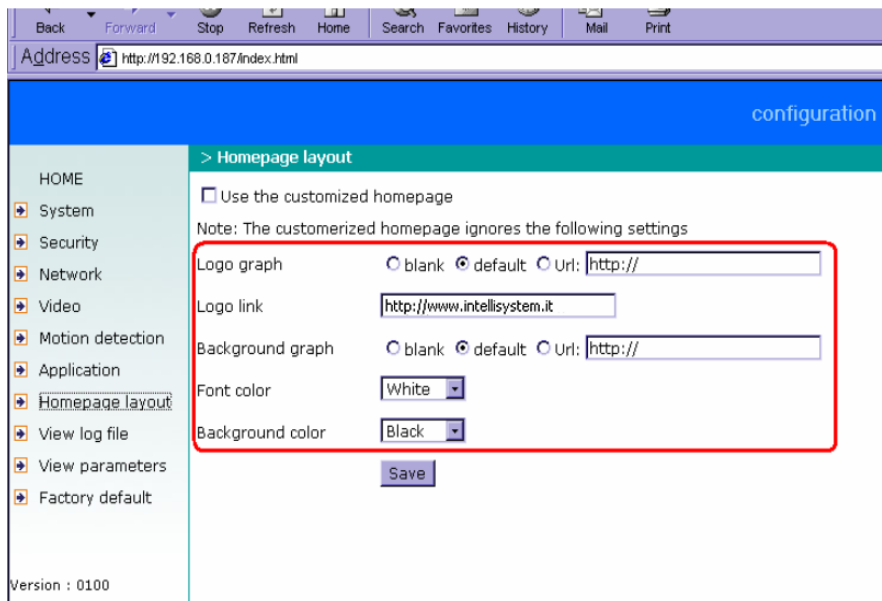 Back Forward Stop Refresh Home Search Favorites History Mail Print
Address http://192.168.0.187/index.html
configuration
> Homepage layout
HOME
System
Security
Network
Video
Motion detection
Application
Homepage layout
View log file
View parameters
Factory default
Version : 0100
Use the customized homepage
Note: The customerized homepage ignores the following settings
Logo graph blank default Url: http://
Logo link http://www.intellisystem.it
Background graph blank default Url: http://
Font color White
Background color Black
Save